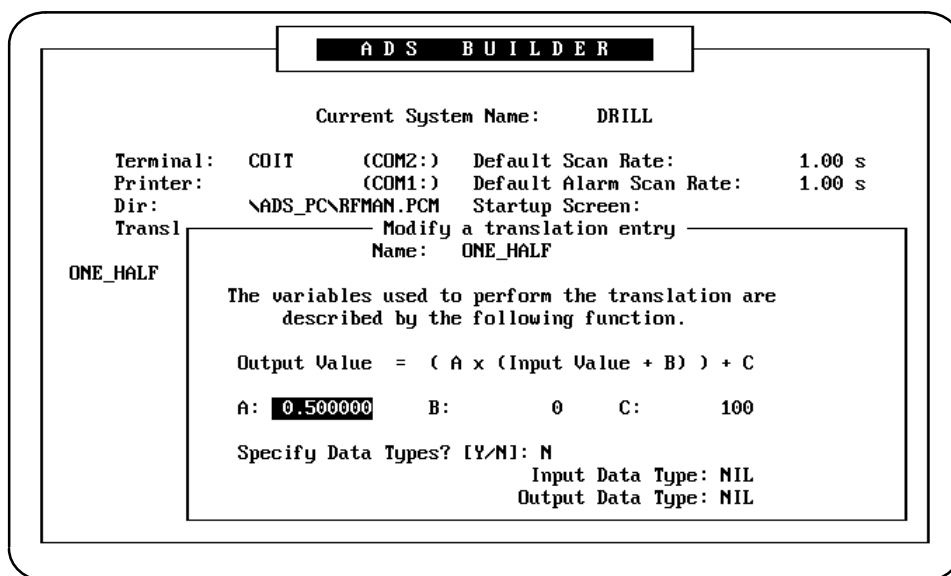 ADS BUILDER
Current System Name: DRILL
Terminal: COIT (COM2:) Default Scan Rate: 1.00 s
Printer: (COM1:) Default Alarm Scan Rate: 1.00 s
Dir: \ADS_PC\RFMAN.PCM Startup Screen:
Transl
Modify a translation entry
Name: ONE_HALF
ONE_HALF
The variables used to perform the translation are
described by the following function.
Output Value = ( A x (Input Value + B) ) + C
A: 0.500000 B: 0 C: 100
Specify Data Types? [Y/N]: N
Input Data Type: NIL
Output Data Type: NIL